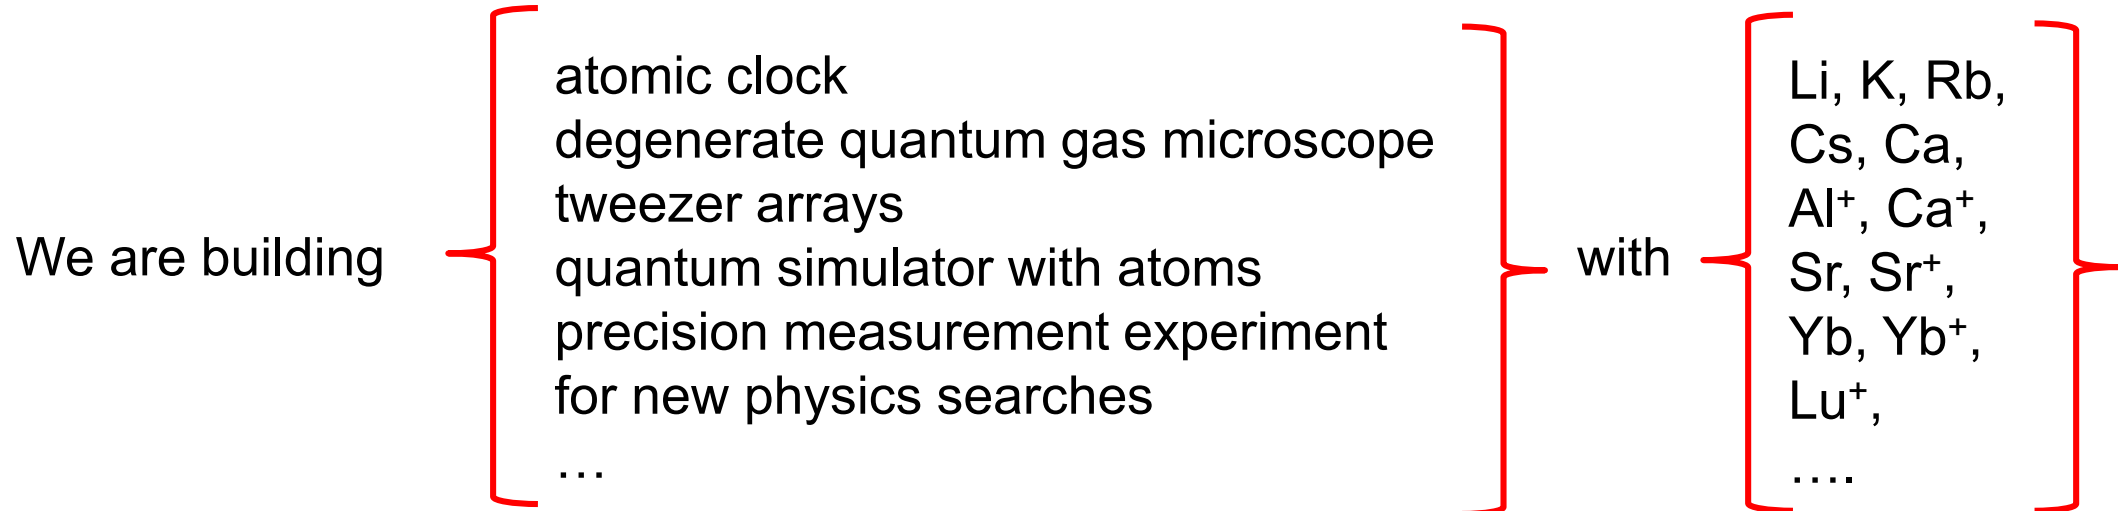 We are building
atomic clock
degenerate quantum gas microscope
tweezer arrays
quantum simulator with atoms
precision measurement experiment
for new physics searches
…
with
Li, K, Rb,
Cs, Ca,
Al⁺, Ca⁺,
Sr, Sr⁺,
Yb, Yb⁺,
Lu⁺,
….